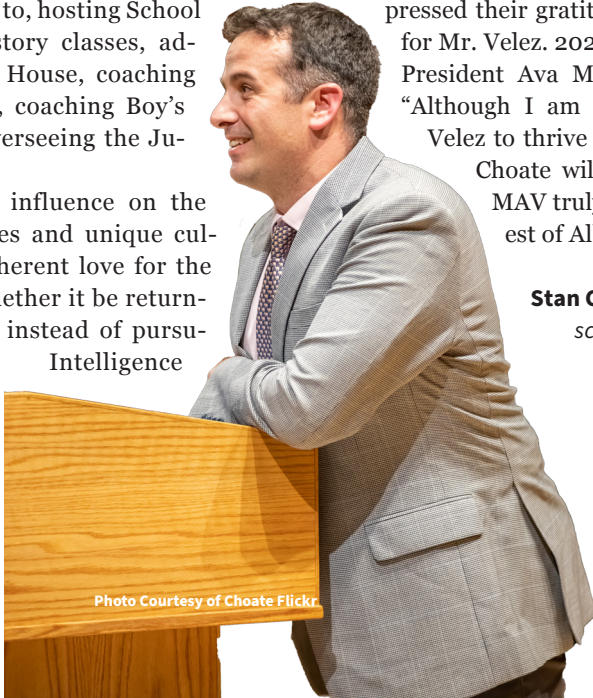 to, hosting School
story classes, ad-
House, coaching
, coaching Boy's
verseeing the Ju-
influence on the
es and unique cul-
herent love for the
hether it be return-
instead of pursu-
Intelligence
pressed their gratit
for Mr. Velez. 202
President Ava M
“Although I am
Velez to thrive
Choate wil
MAV truly
est of Al
Stan C
sc
Photo Courtesy of Choate Flickr